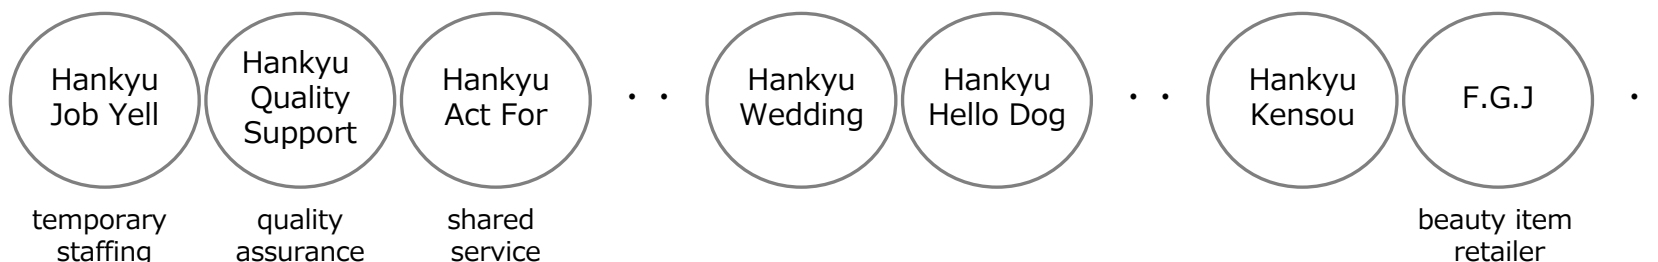 Hankyu
Job Yell
Hankyu
Quality
Support
Hankyu
Act For
・・
Hankyu
Wedding
Hankyu
Hello Dog
・・
Hankyu
Kensou
F.G.J
・
temporary
staffing
quality
assurance
shared
service
beauty item
retailer